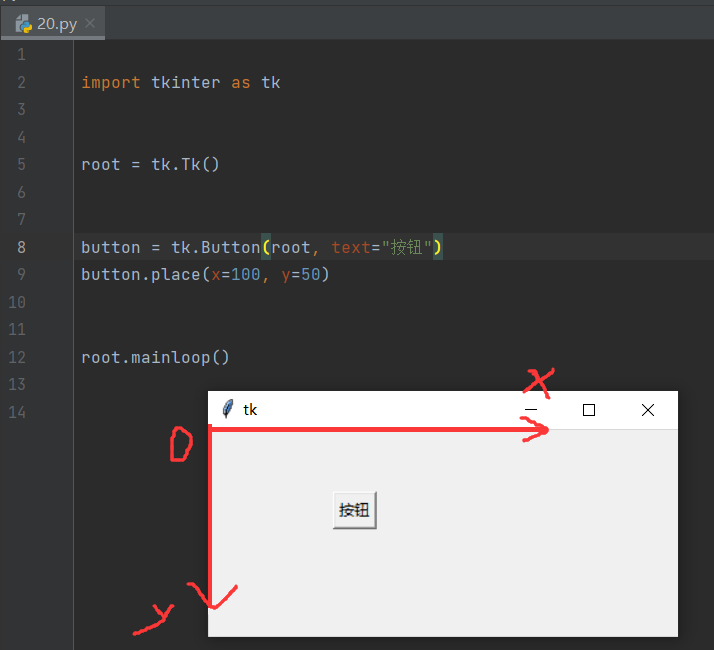 20.py
1
2 import tkinter as tk
3
4
5 root = tk.Tk()
6
7
8 button = tk.Button(root, text="按钮")
9 button.place(x=100, y=50)
10
11
12 root.mainloop()
13
14
X
tk
0
按钮
y